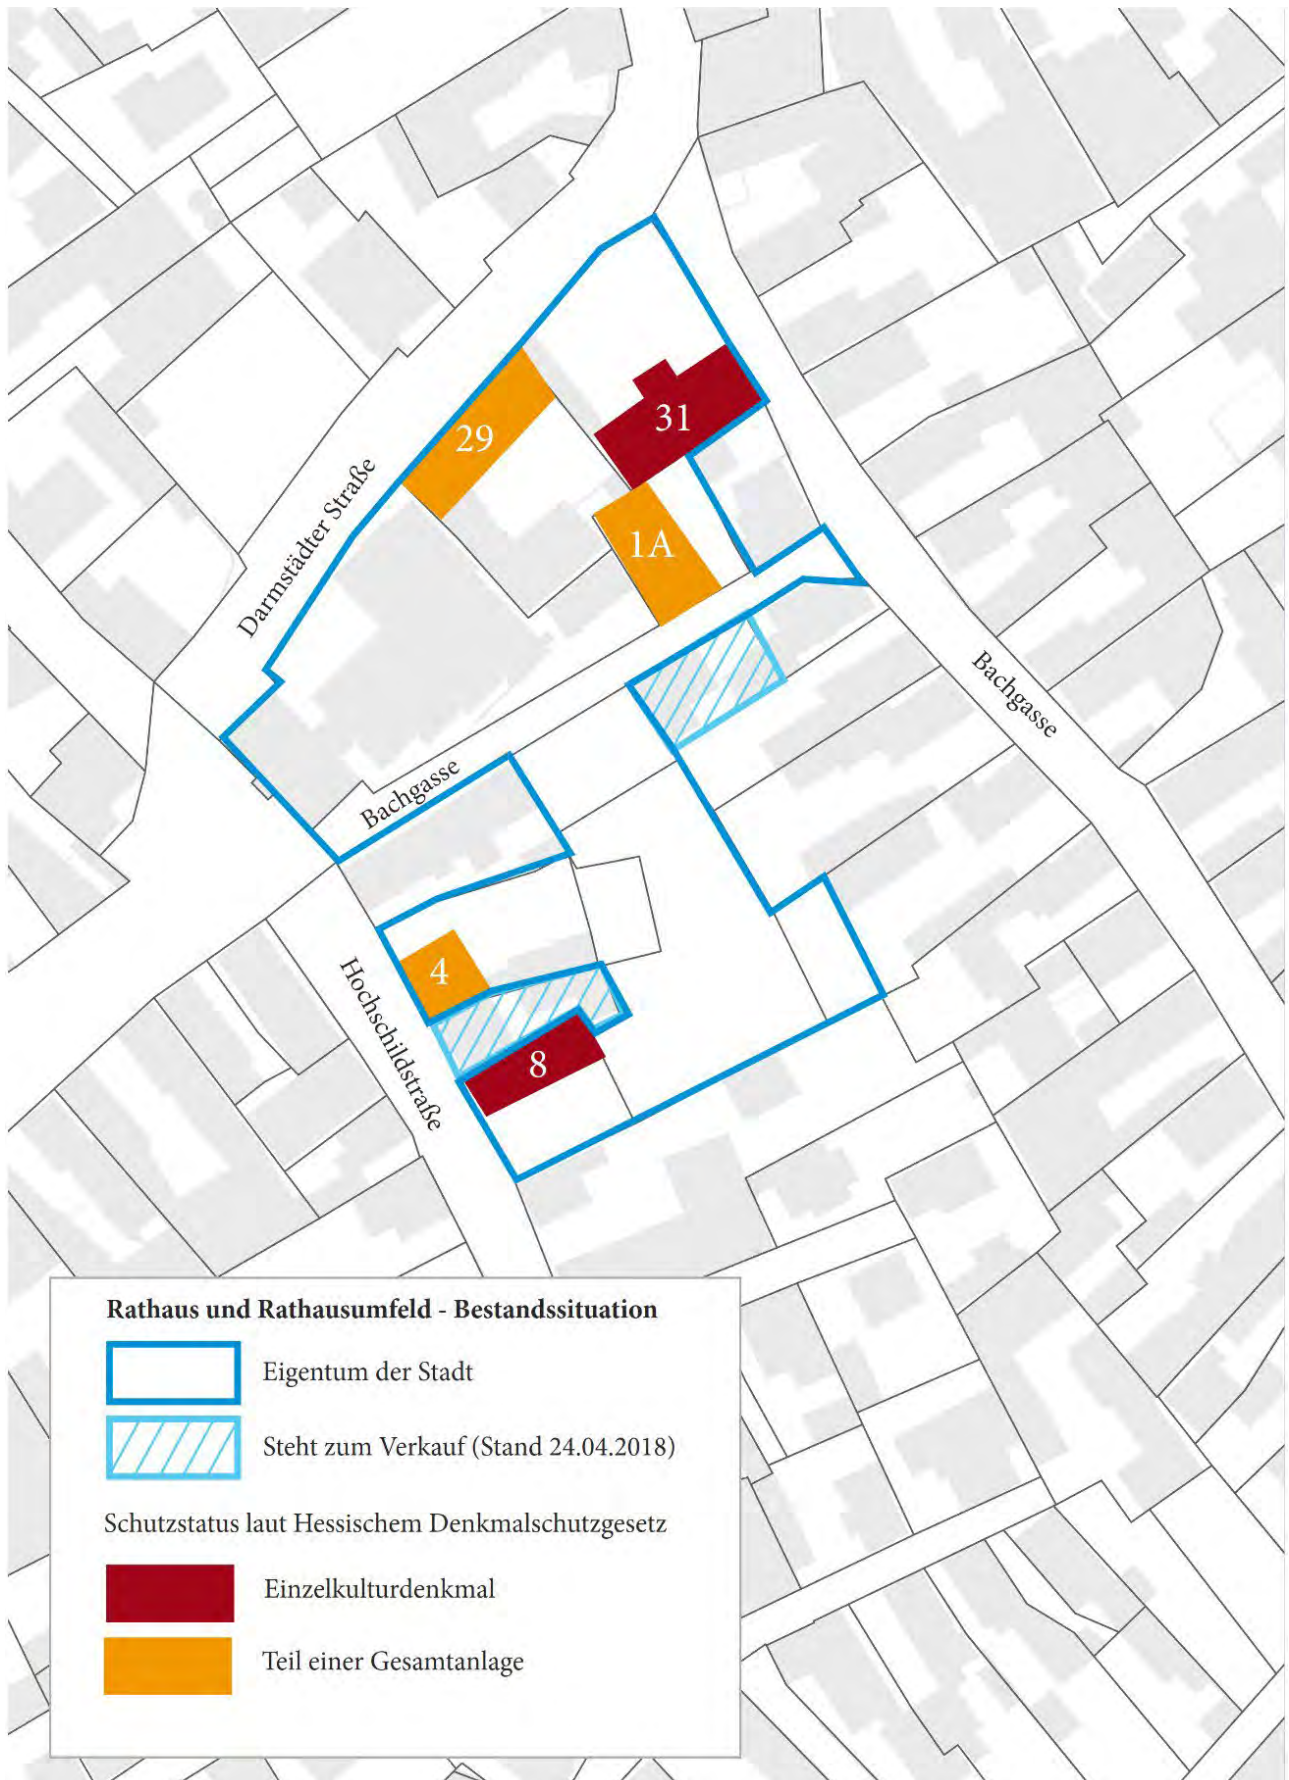 29
31
1A
Darmstädter Straße
Bachgasse
Bachgasse
4
Hochschildstraße
8
Rathaus und Rathausumfeld - Bestandssituation
Eigentum der Stadt
Steht zum Verkauf (Stand 24.04.2018)
Schutzstatus laut Hessischem Denkmalschutzgesetz
Einzelkulturdenkmal
Teil einer Gesamtanlage